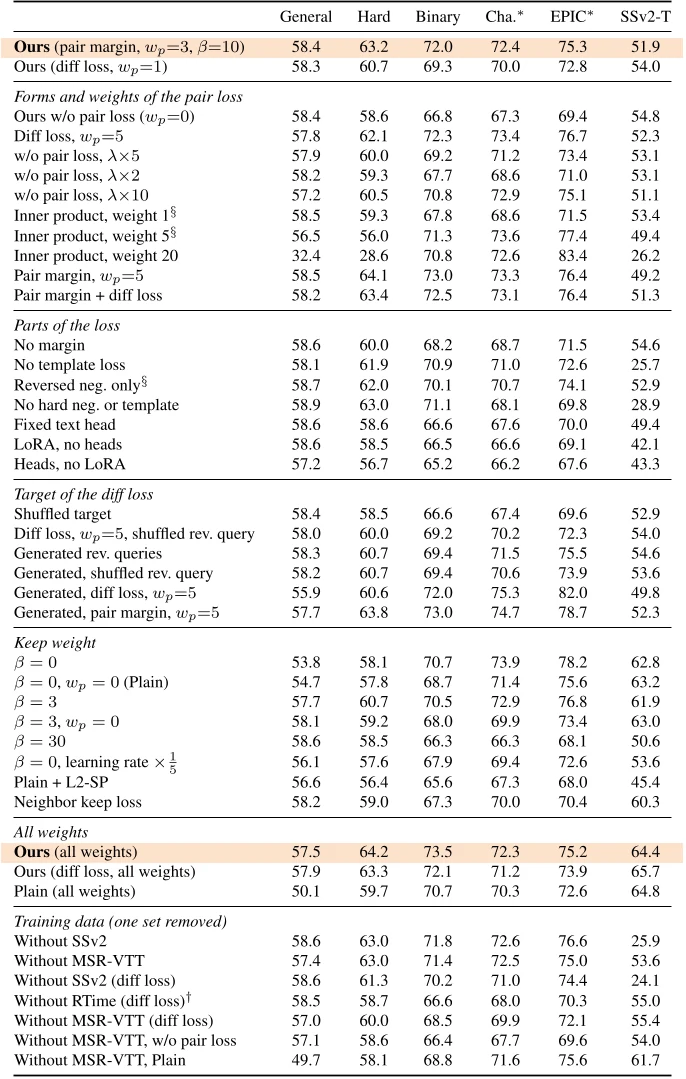 General Hard Binary Cha.* EPIC* SSv2-T
Ours (pair margin, wp=3, β=10) 58.4 63.2 72.0 72.4 75.3 51.9
Ours (diff loss, wp=1) 58.3 60.7 69.3 70.0 72.8 54.0
Forms and weights of the pair loss
Ours w/o pair loss (wp=0) 58.4 58.6 66.8 67.3 69.4 54.8
Diff loss, wp=5 57.8 62.1 72.3 73.4 76.7 52.3
w/o pair loss, λ×5 57.9 60.0 69.2 71.2 73.4 53.1
w/o pair loss, λ×2 58.2 59.3 67.7 68.6 71.0 53.1
w/o pair loss, λ×10 57.2 60.5 70.8 72.9 75.1 51.1
Inner product, weight 1§ 58.5 59.3 67.8 68.6 71.5 53.4
Inner product, weight 5§ 56.5 56.0 71.3 73.6 77.4 49.4
Inner product, weight 20 32.4 28.6 70.8 72.6 83.4 26.2
Pair margin, wp=5 58.5 64.1 73.0 73.3 76.4 49.2
Pair margin + diff loss 58.2 63.4 72.5 73.1 76.4 51.3
Parts of the loss
No margin 58.6 60.0 68.2 68.7 71.5 54.6
No template loss 58.1 61.9 70.9 71.0 72.6 25.7
Reversed neg. only§ 58.7 62.0 70.1 70.7 74.1 52.9
No hard neg. or template 58.9 63.0 71.1 68.1 69.8 28.9
Fixed text head 58.6 58.6 66.6 67.6 70.0 49.4
LoRA, no heads 58.6 58.5 66.5 66.6 69.1 42.1
Heads, no LoRA 57.2 56.7 65.2 66.2 67.6 43.3
Target of the diff loss
Shuffled target 58.4 58.5 66.6 67.4 69.6 52.9
Diff loss, wp=5, shuffled rev. query 58.0 60.0 69.2 70.2 72.3 54.0
Generated rev. queries 58.3 60.7 69.4 71.5 75.5 54.6
Generated, shuffled rev. query 58.2 60.7 69.4 70.6 73.9 53.6
Generated, diff loss, wp=5 55.9 60.6 72.0 75.3 82.0 49.8
Generated, pair margin, wp=5 57.7 63.8 73.0 74.7 78.7 52.3
Keep weight
β = 0 53.8 58.1 70.7 73.9 78.2 62.8
β = 0, wp = 0 (Plain) 54.7 57.8 68.7 71.4 75.6 63.2
β = 3 57.7 60.7 70.5 72.9 76.8 61.9
β = 3, wp = 0 58.1 59.2 68.0 69.9 73.4 63.0
β = 30 58.6 58.5 66.3 66.3 68.1 50.6
β = 0, learning rate × 1/5 56.1 57.6 67.9 69.4 72.6 53.6
Plain + L2-SP 56.6 56.4 65.6 67.3 68.0 45.4
Neighbor keep loss 58.2 59.0 67.3 70.0 70.4 60.3
All weights
Ours (all weights) 57.5 64.2 73.5 72.3 75.2 64.4
Ours (diff loss, all weights) 57.9 63.3 72.1 71.2 73.9 65.7
Plain (all weights) 50.1 59.7 70.7 70.3 72.6 64.8
Training data (one set removed)
Without SSv2 58.6 63.0 71.8 72.6 76.6 25.9
Without MSR-VTT 57.4 63.0 71.4 72.5 75.0 53.6
Without SSv2 (diff loss) 58.6 61.3 70.2 71.0 74.4 24.1
Without RTime (diff loss)† 58.5 58.7 66.6 68.0 70.3 55.0
Without MSR-VTT (diff loss) 57.0 60.0 68.5 69.9 72.1 55.4
Without MSR-VTT, w/o pair loss 57.1 58.6 66.4 67.7 69.6 54.0
Without MSR-VTT, Plain 49.7 58.1 68.8 71.6 75.6 61.7